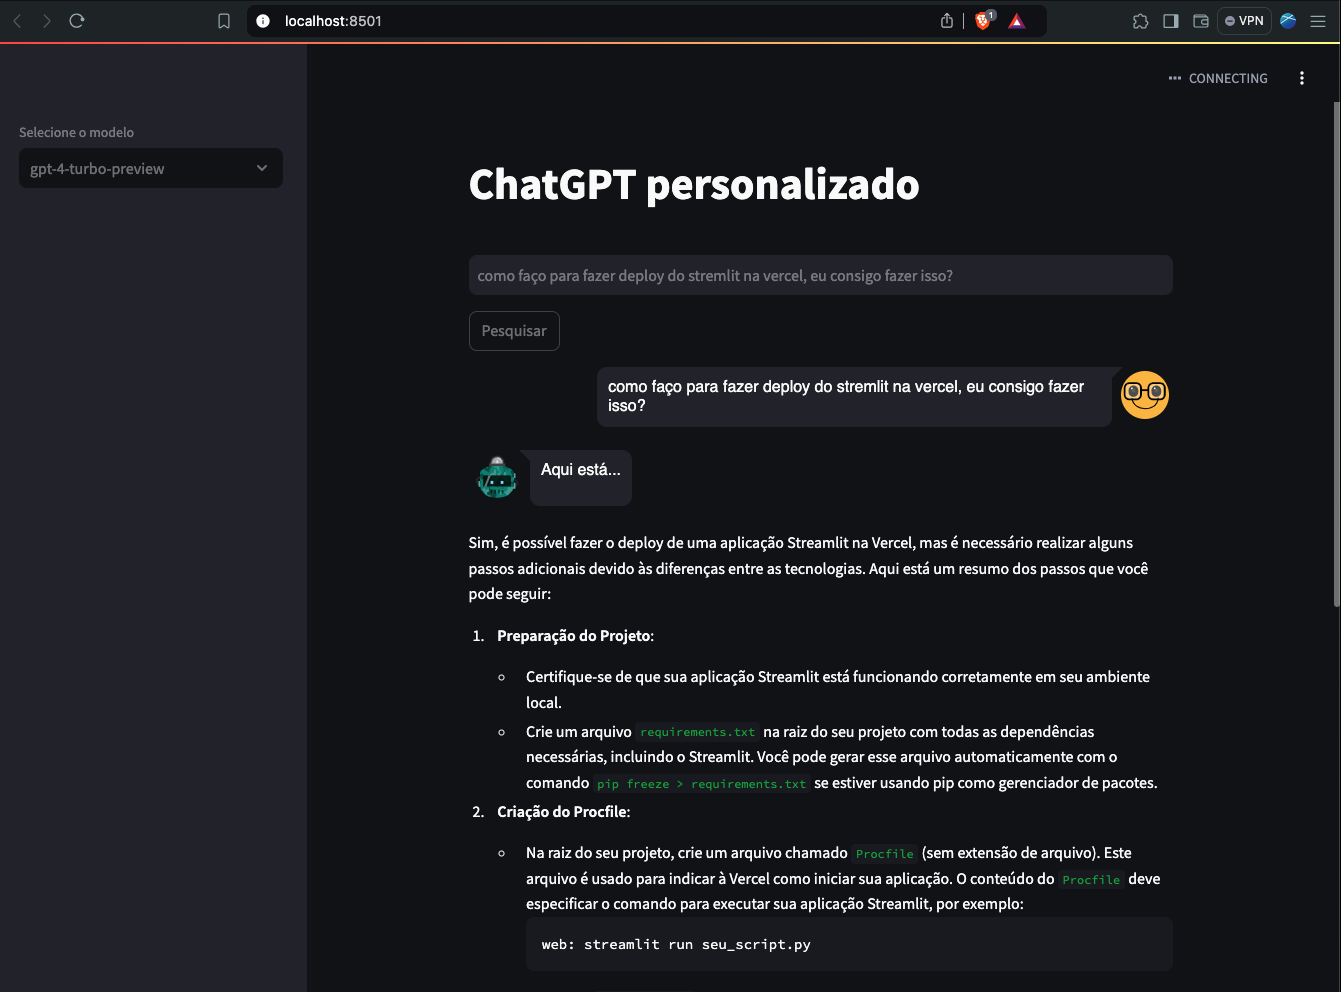 localhost:8501
1
VPN
CONNECTING
Selecione o modelo
gpt-4-turbo-preview
ChatGPT personalizado
como faço para fazer deploy do stremlit na vercel, eu consigo fazer isso?
Pesquisar
como faço para fazer deploy do stremlit na vercel, eu consigo fazer
isso?
Aqui está...
Sim, é possível fazer o deploy de uma aplicação Streamlit na Vercel, mas é necessário realizar alguns
passos adicionais devido às diferenças entre as tecnologias. Aqui está um resumo dos passos que você
pode seguir:
1. Preparação do Projeto:
Certifique-se de que sua aplicação Streamlit está funcionando corretamente em seu ambiente
local.
Crie um arquivo requirements.txt na raiz do seu projeto com todas as dependências
necessárias, incluindo o Streamlit. Você pode gerar esse arquivo automaticamente com o
comando pip freeze > requirements.txt se estiver usando pip como gerenciador de pacotes.
2. Criação do Procfile:
Na raiz do seu projeto, crie um arquivo chamado Procfile (sem extensão de arquivo). Este
arquivo é usado para indicar à Vercel como iniciar sua aplicação. O conteúdo do Procfile deve
especificar o comando para executar sua aplicação Streamlit, por exemplo:
web: streamlit run seu_script.py